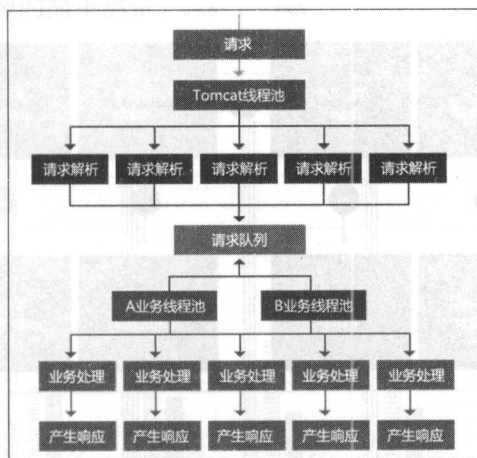 请求
Tomcat线程池
请求解析 请求解析 请求解析 请求解析 请求解析
请求队列
A业务线程池 B业务线程池
业务处理 业务处理 业务处理 业务处理 业务处理
产生响应 产生响应 产生响应 产生响应 产生响应